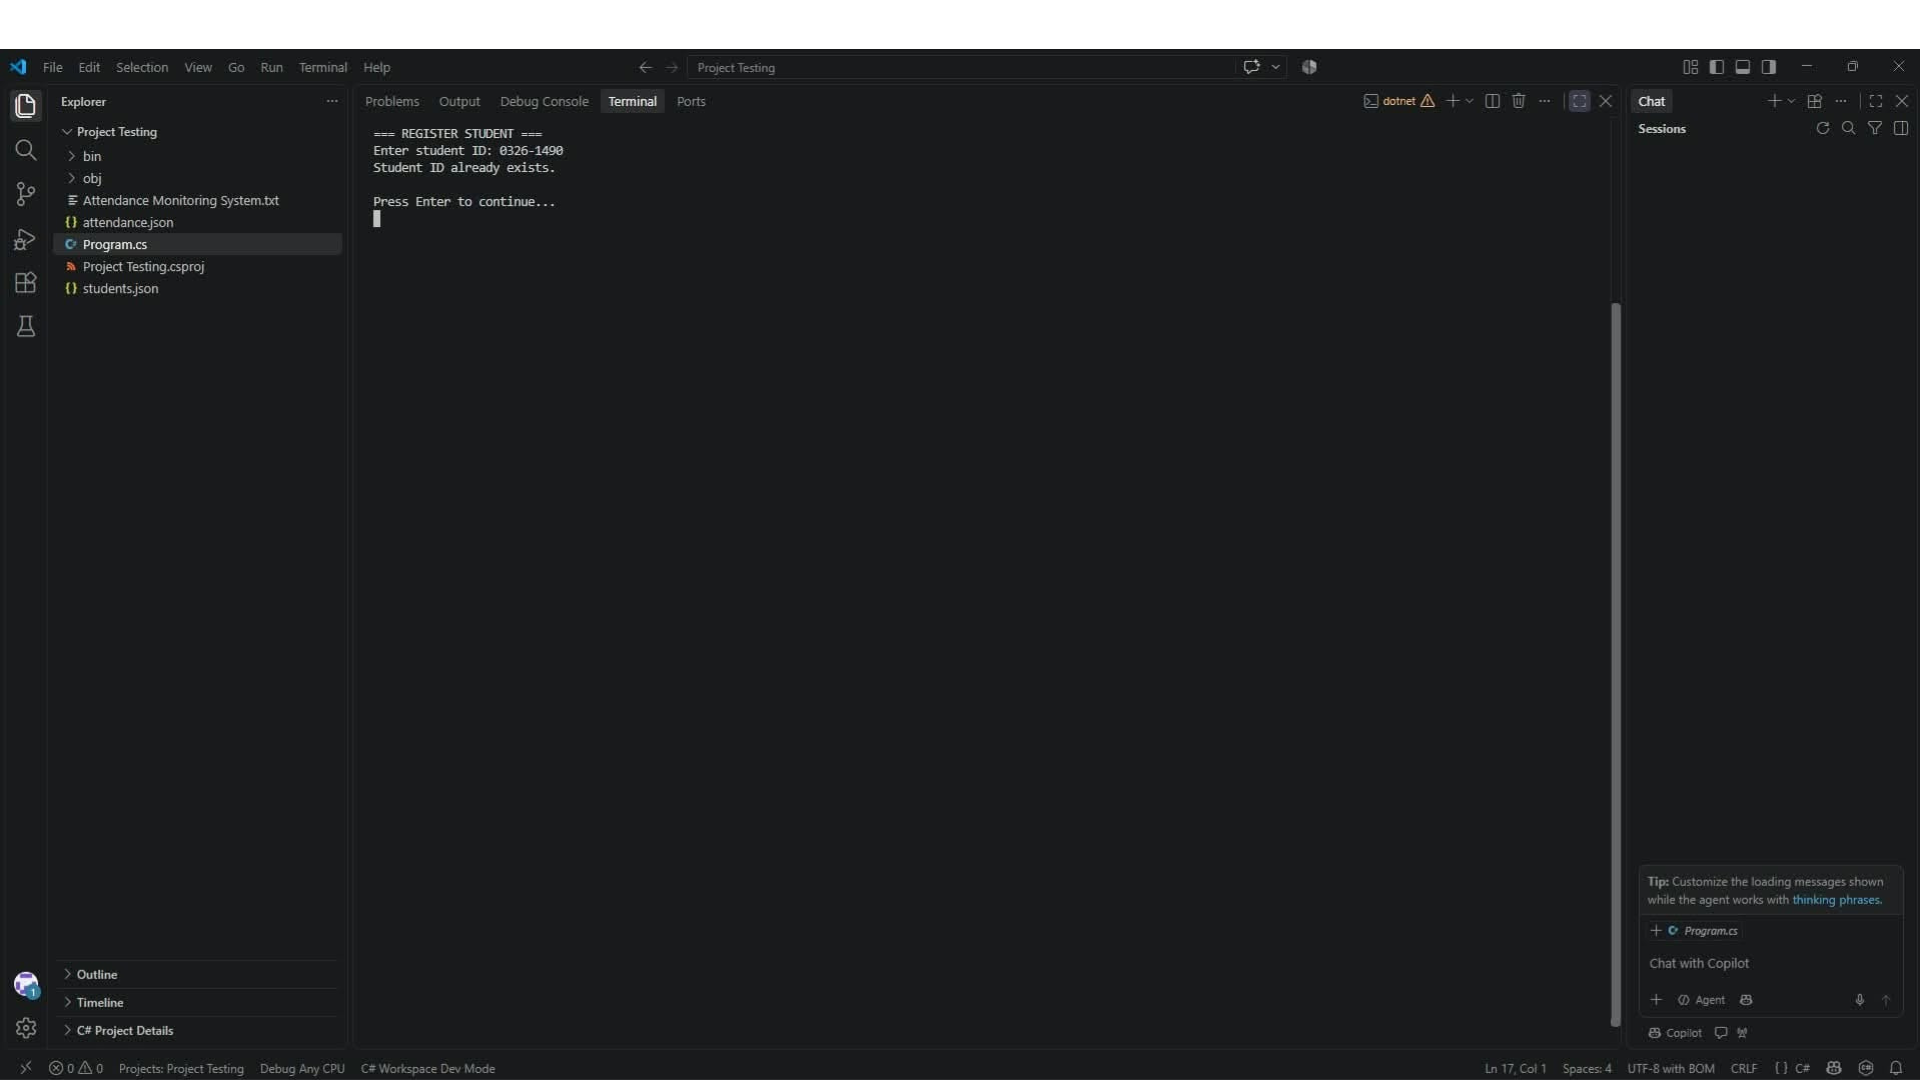 File Edit Selection View Go Run Terminal Help
Project Testing
Explorer
Project Testing
bin
obj
Attendance Monitoring System.txt
attendance.json
Program.cs
Project Testing.csproj
students.json
Outline
Timeline
C# Project Details
Problems Output Debug Console Terminal Ports
dotnet
=== REGISTER STUDENT ===
Enter student ID: 0326-1490
Student ID already exists.
Press Enter to continue...
Chat
Sessions
Tip: Customize the loading messages shown
while the agent works with thinking phrases.
Program.cs
Chat with Copilot
Agent
Copilot
1
0 0 Projects: Project Testing Debug Any CPU C# Workspace Dev Mode
Ln 17, Col 1 Spaces: 4 UTF-8 with BOM CRLF { } C#